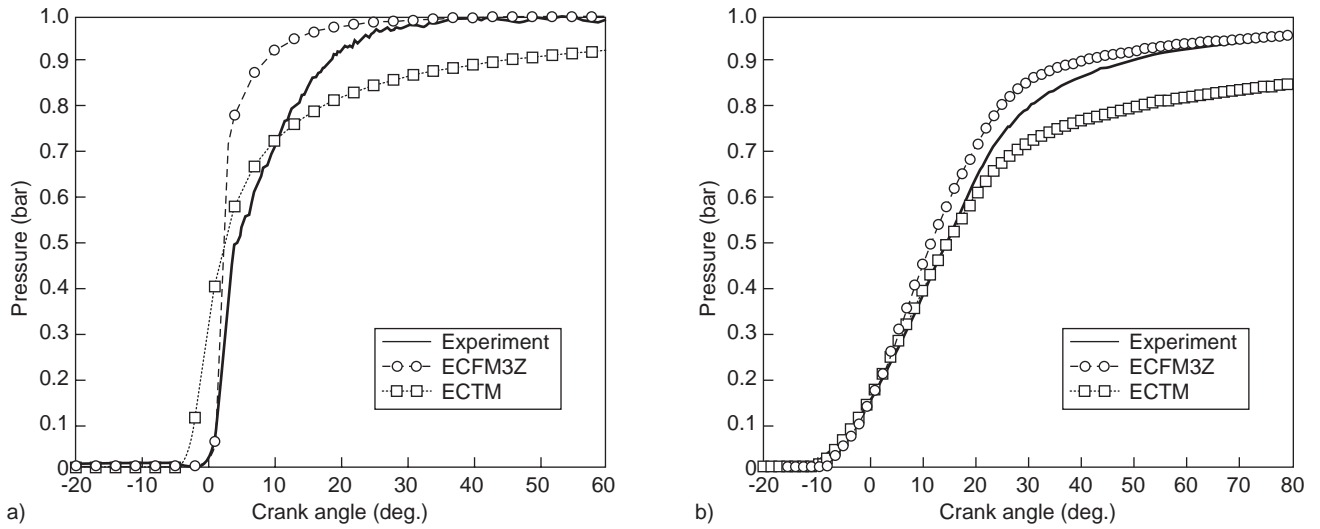 1.0
0.9
0.8
0.7
0.6
0.5
0.4
0.3
0.2
0.1
0
Pressure (bar)
-20 -10 0 10 20 30 40 50 60
Crank angle (deg.)
Experiment
ECFM3Z
ECTM
a)
1.0
0.9
0.8
0.7
0.6
0.5
0.4
0.3
0.2
0.1
0
Pressure (bar)
-20 -10 0 10 20 30 40 50 60 70 80
Crank angle (deg.)
Experiment
ECFM3Z
ECTM
b)